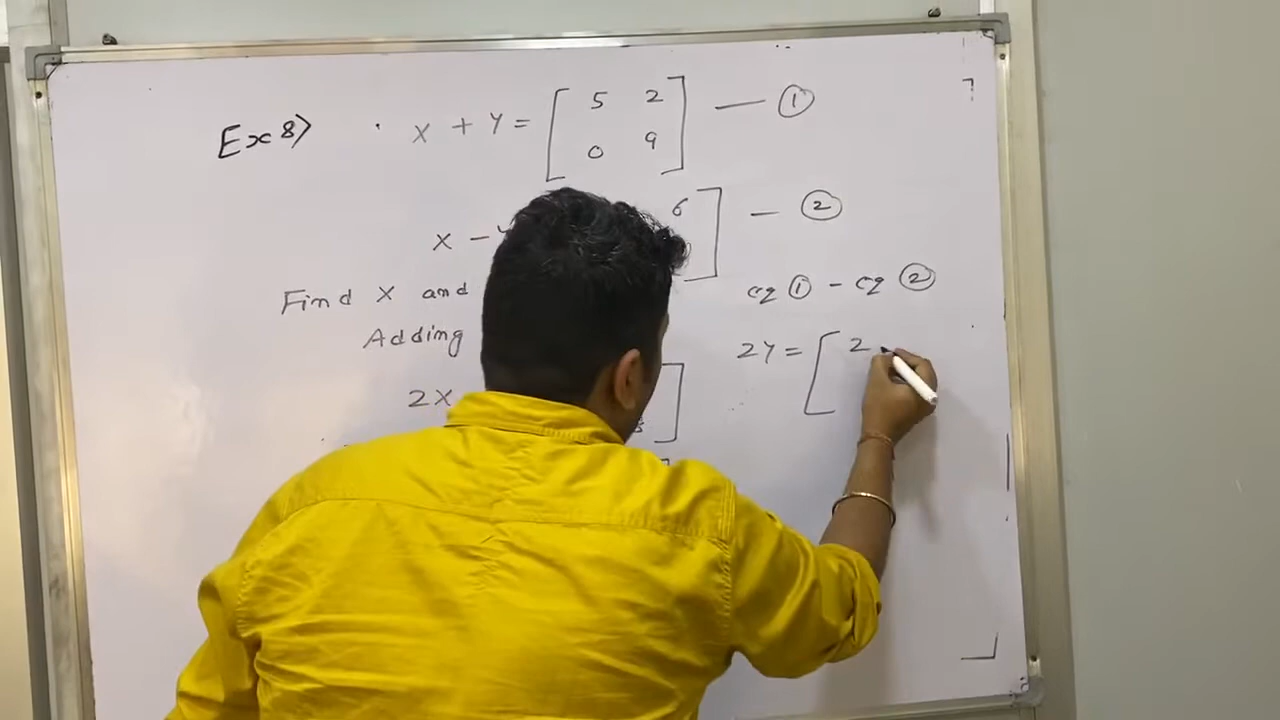 Ex 8) . X + Y = [ 5 2 — ①
0 9 ]
X - 6 ] — ②
Find X and
eq ① - eq ②
Adding
2Y = [ 2
2X